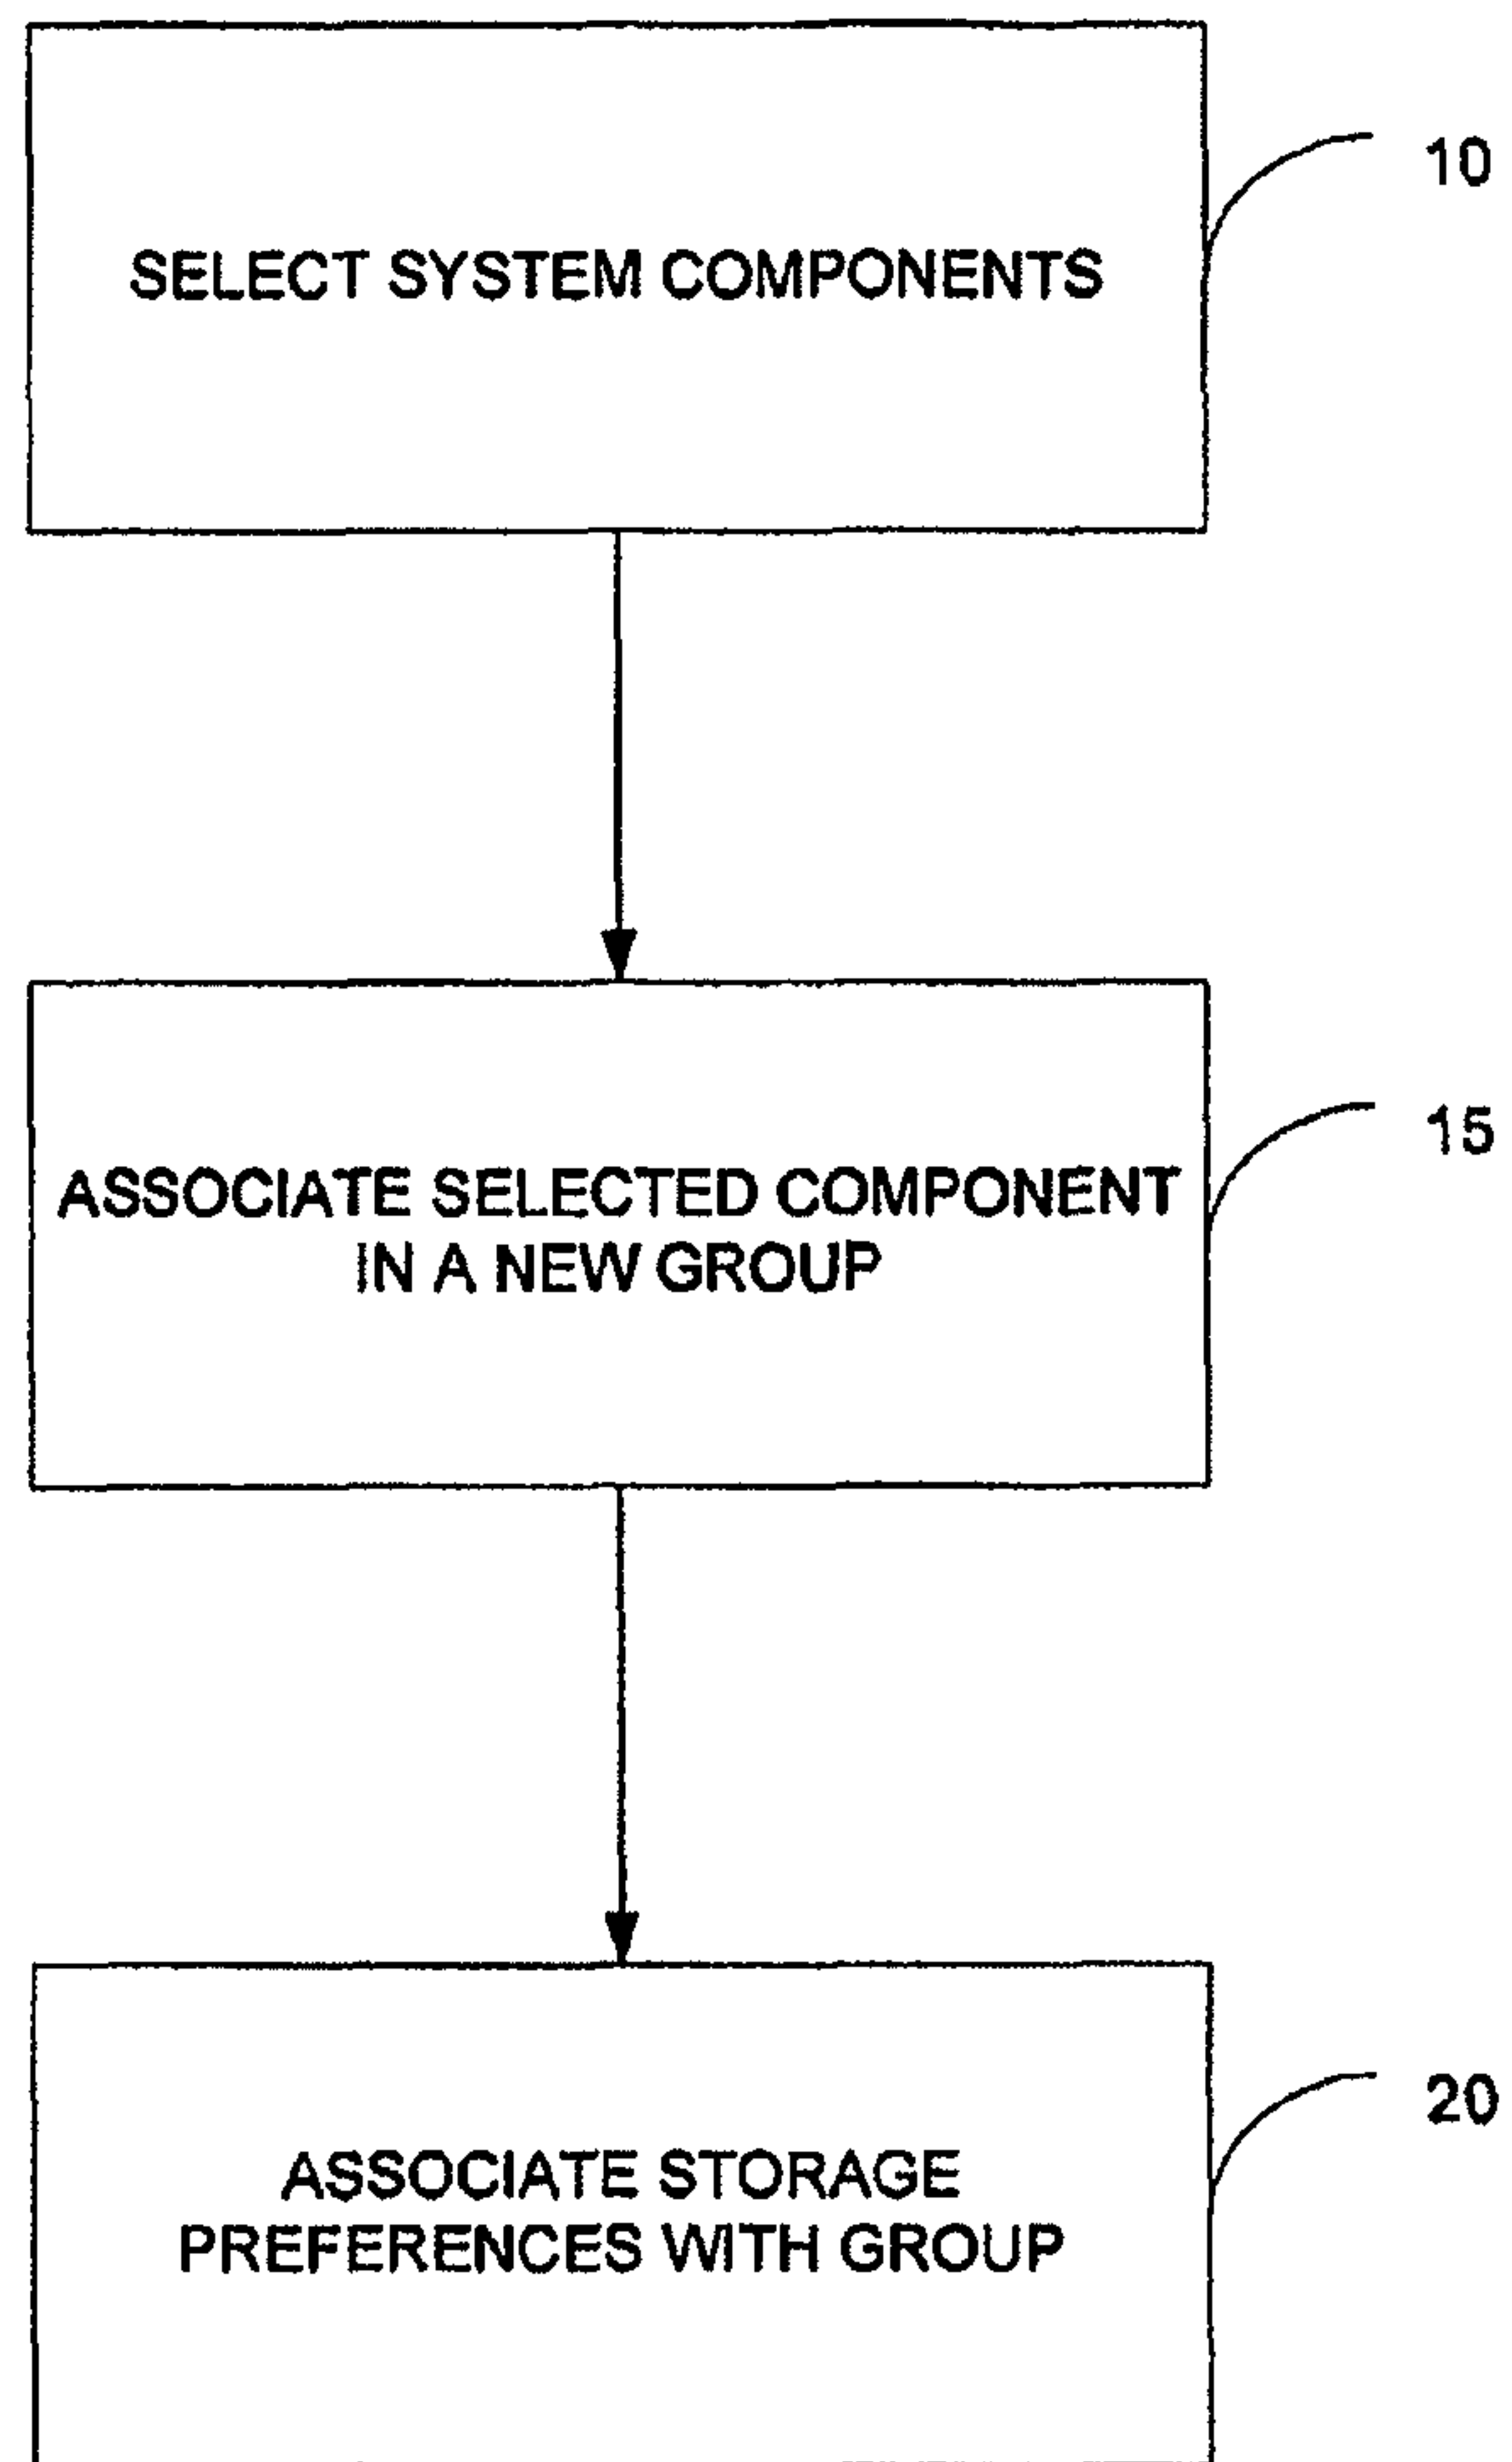 SELECT SYSTEM COMPONENTS
10
ASSOCIATE SELECTED COMPONENT
IN A NEW GROUP
15
ASSOCIATE STORAGE
PREFERENCES WITH GROUP
20